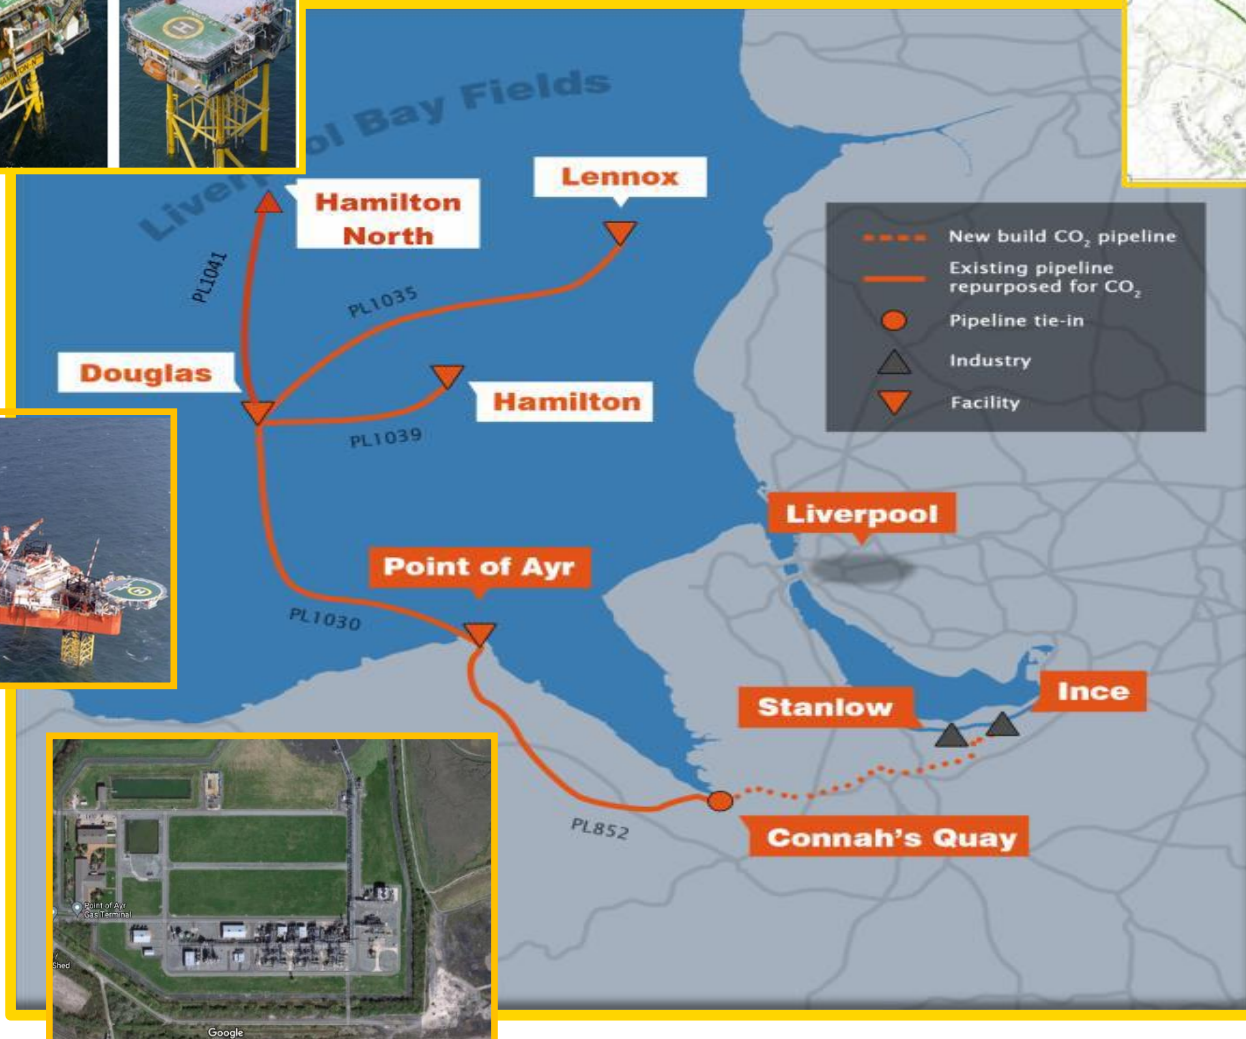 HAMILTON N
Liverpool Bay Fields
Hamilton
North
Lennox
PL1041
PL1035
New build CO₂ pipeline
Existing pipeline
repurposed for CO₂
Pipeline tie-in
Industry
Facility
Douglas
Hamilton
PL1039
Liverpool
Point of Ayr
PL1030
Ince
Stanlow
PL852
Connah's Quay
Point of Ayr
Gas Terminal
Shed
Google